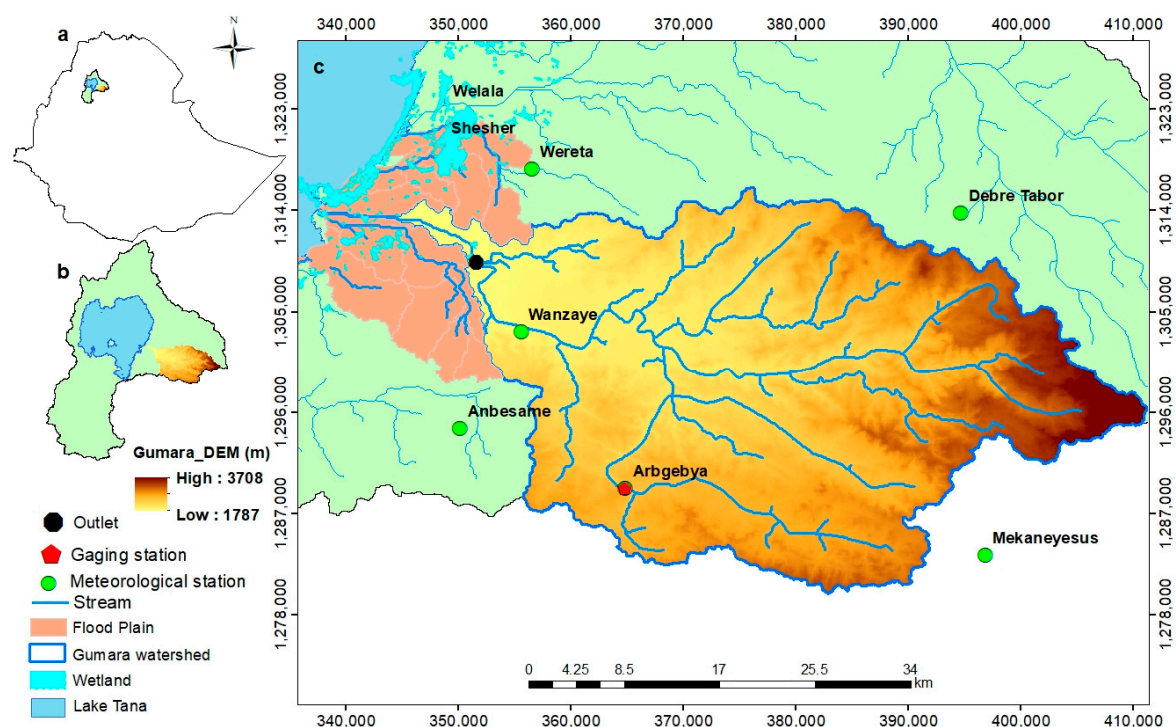 a
N
b
Gumara_DEM (m)
High : 3708
Low : 1787
Outlet
Gaging station
Meteorological station
Stream
Flood Plain
Gumara watershed
Wetland
Lake Tana
340,000 350,000 360,000 370,000 380,000 390,000 400,000 410,000
c
1,323,000
1,314,000
1,305,000
1,296,000
1,287,000
1,278,000
Welala
Shesher
Wereta
Debre Tabor
Wanzaye
Anbesame
Arbgebya
Mekaneyesus
1,323,000
1,314,000
1,305,000
1,296,000
1,287,000
1,278,000
0 4.25 8.5 17 25.5 34
km
340,000 350,000 360,000 370,000 380,000 390,000 400,000 410,000